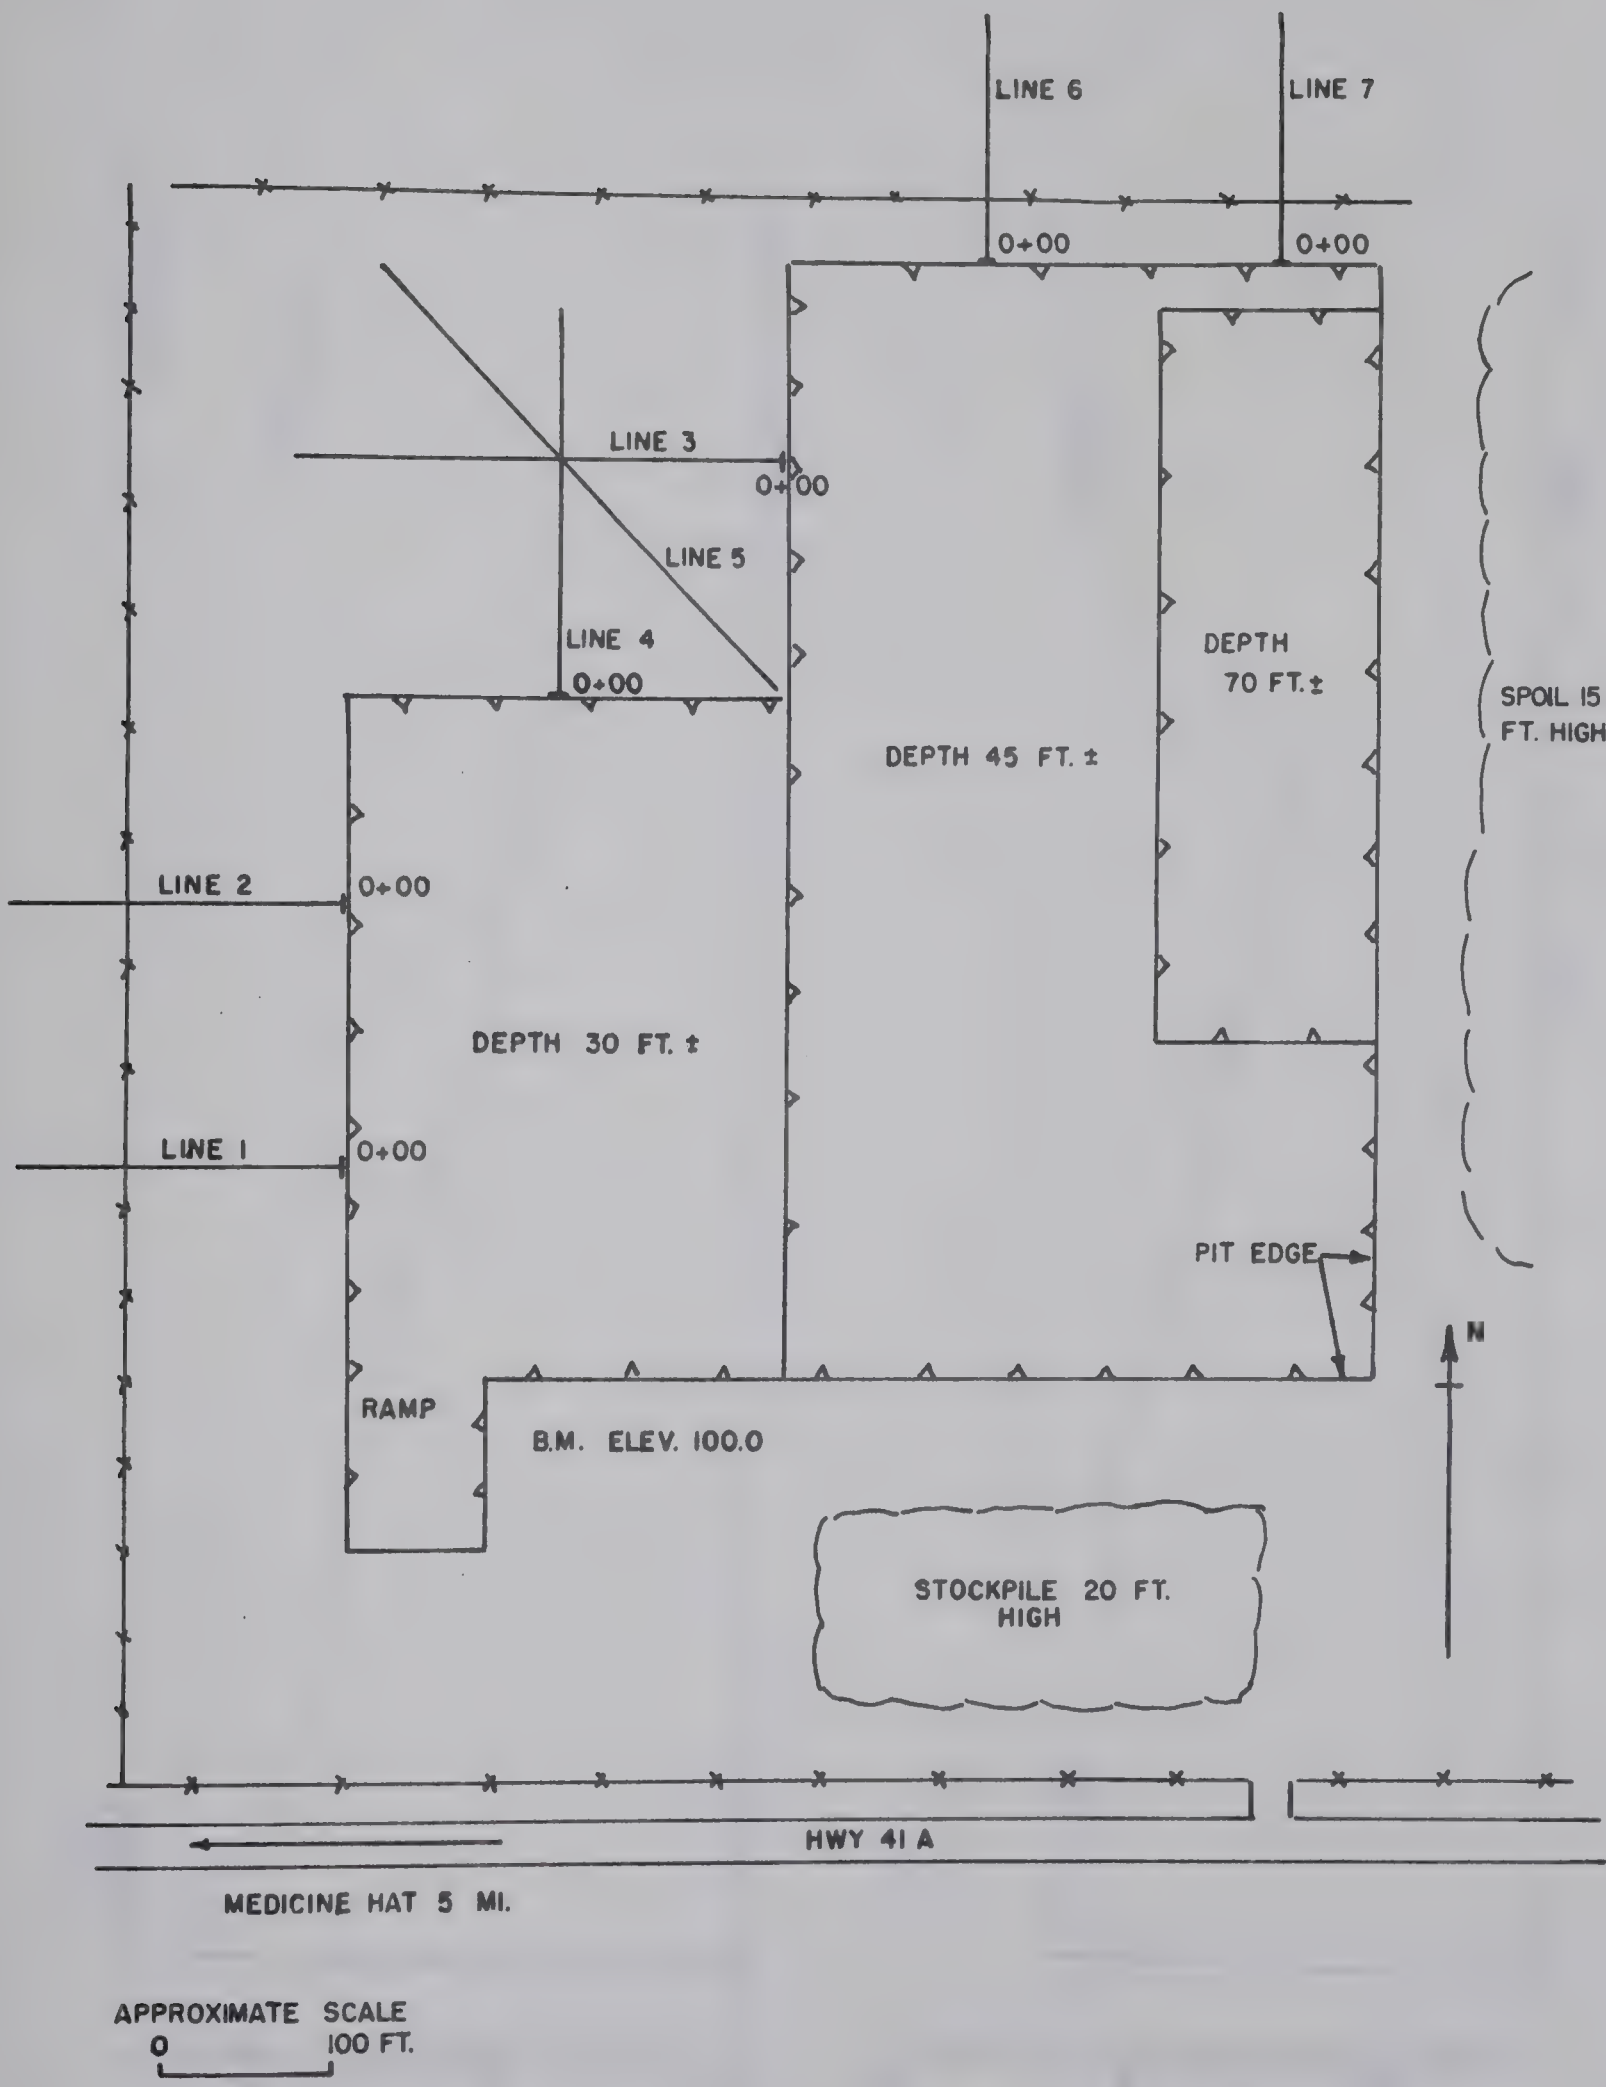 LINE 6
LINE 7
0+00
0+00
LINE 3
0+00
LINE 5
LINE 4
0+00
DEPTH
70 FT. ±
SPOIL 15
FT. HIGH
DEPTH 45 FT. ±
LINE 2
0+00
DEPTH 30 FT. ±
LINE 1
0+00
PIT EDGE
N
RAMP
B.M. ELEV. 100.0
STOCKPILE 20 FT.
HIGH
HWY 41 A
MEDICINE HAT 5 MI.
APPROXIMATE SCALE
0 100 FT.